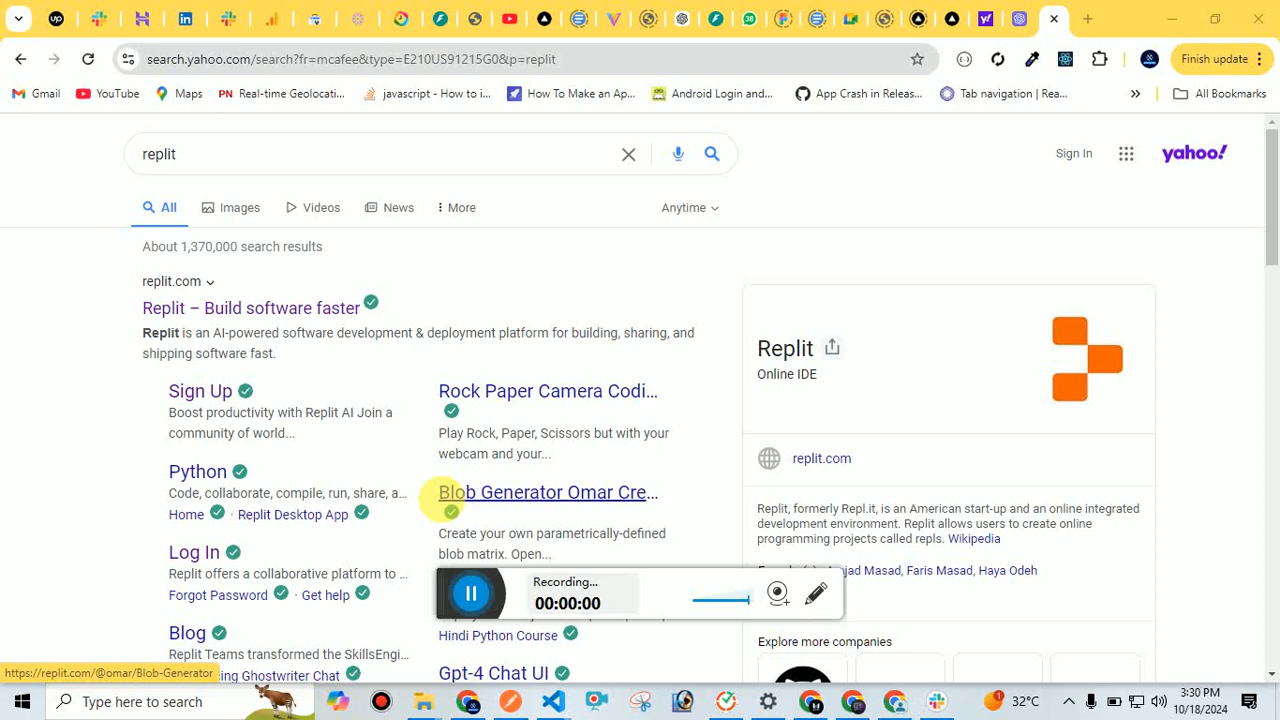 38
Y!
search.yahoo.com/search?fr=mcafee&type=E210US91215G0&p=replit
Finish update
Gmail
YouTube
Maps
PN Real-time Geolocati...
javascript - How to i...
How To Make an Ap...
Android Login and...
App Crash in Releas...
Tab navigation | Rea...
All Bookmarks
replit
Sign In
yahoo!
All
Images
Videos
News
More
Anytime
About 1,370,000 search results
replit.com
Replit – Build software faster
Replit is an AI-powered software development & deployment platform for building, sharing, and
shipping software fast.
Sign Up
Boost productivity with Replit AI Join a
community of world...
Python
Code, collaborate, compile, run, share, a...
Home · Replit Desktop App
Log In
Replit offers a collaborative platform to ...
Forgot Password · Get help
Blog
Replit Teams transformed the SkillsEngi...
ing Ghostwriter Chat
Rock Paper Camera Codi...
Play Rock, Paper, Scissors but with your
webcam and your...
Blob Generator Omar Cre...
Create your own parametrically-defined
blob matrix. Open...
Hindi Python Course
Gpt-4 Chat UI
Replit
Online IDE
replit.com
Replit, formerly Repl.it, is an American start-up and an online integrated
development environment. Replit allows users to create online
programming projects called repls. Wikipedia
jad Masad, Faris Masad, Haya Odeh
Explore more companies
Recording...
00:00:00
https://replit.com/@omar/Blob-Generator
Type here to search
1
32°C
3:30 PM
10/18/2024